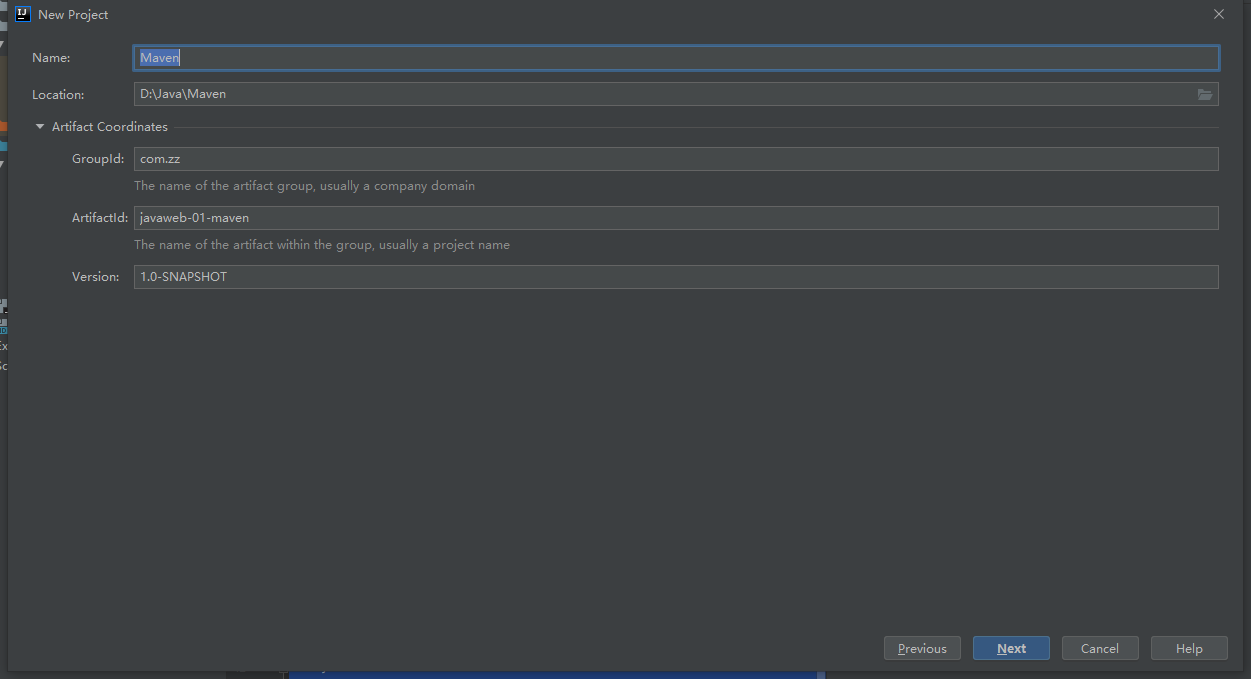 New Project
Name: Maven
Location: D:\Java\Maven
Artifact Coordinates
GroupId: com.zz
The name of the artifact group, usually a company domain
ArtifactId: javaweb-01-maven
The name of the artifact within the group, usually a project name
Version: 1.0-SNAPSHOT
Previous Next Cancel Help